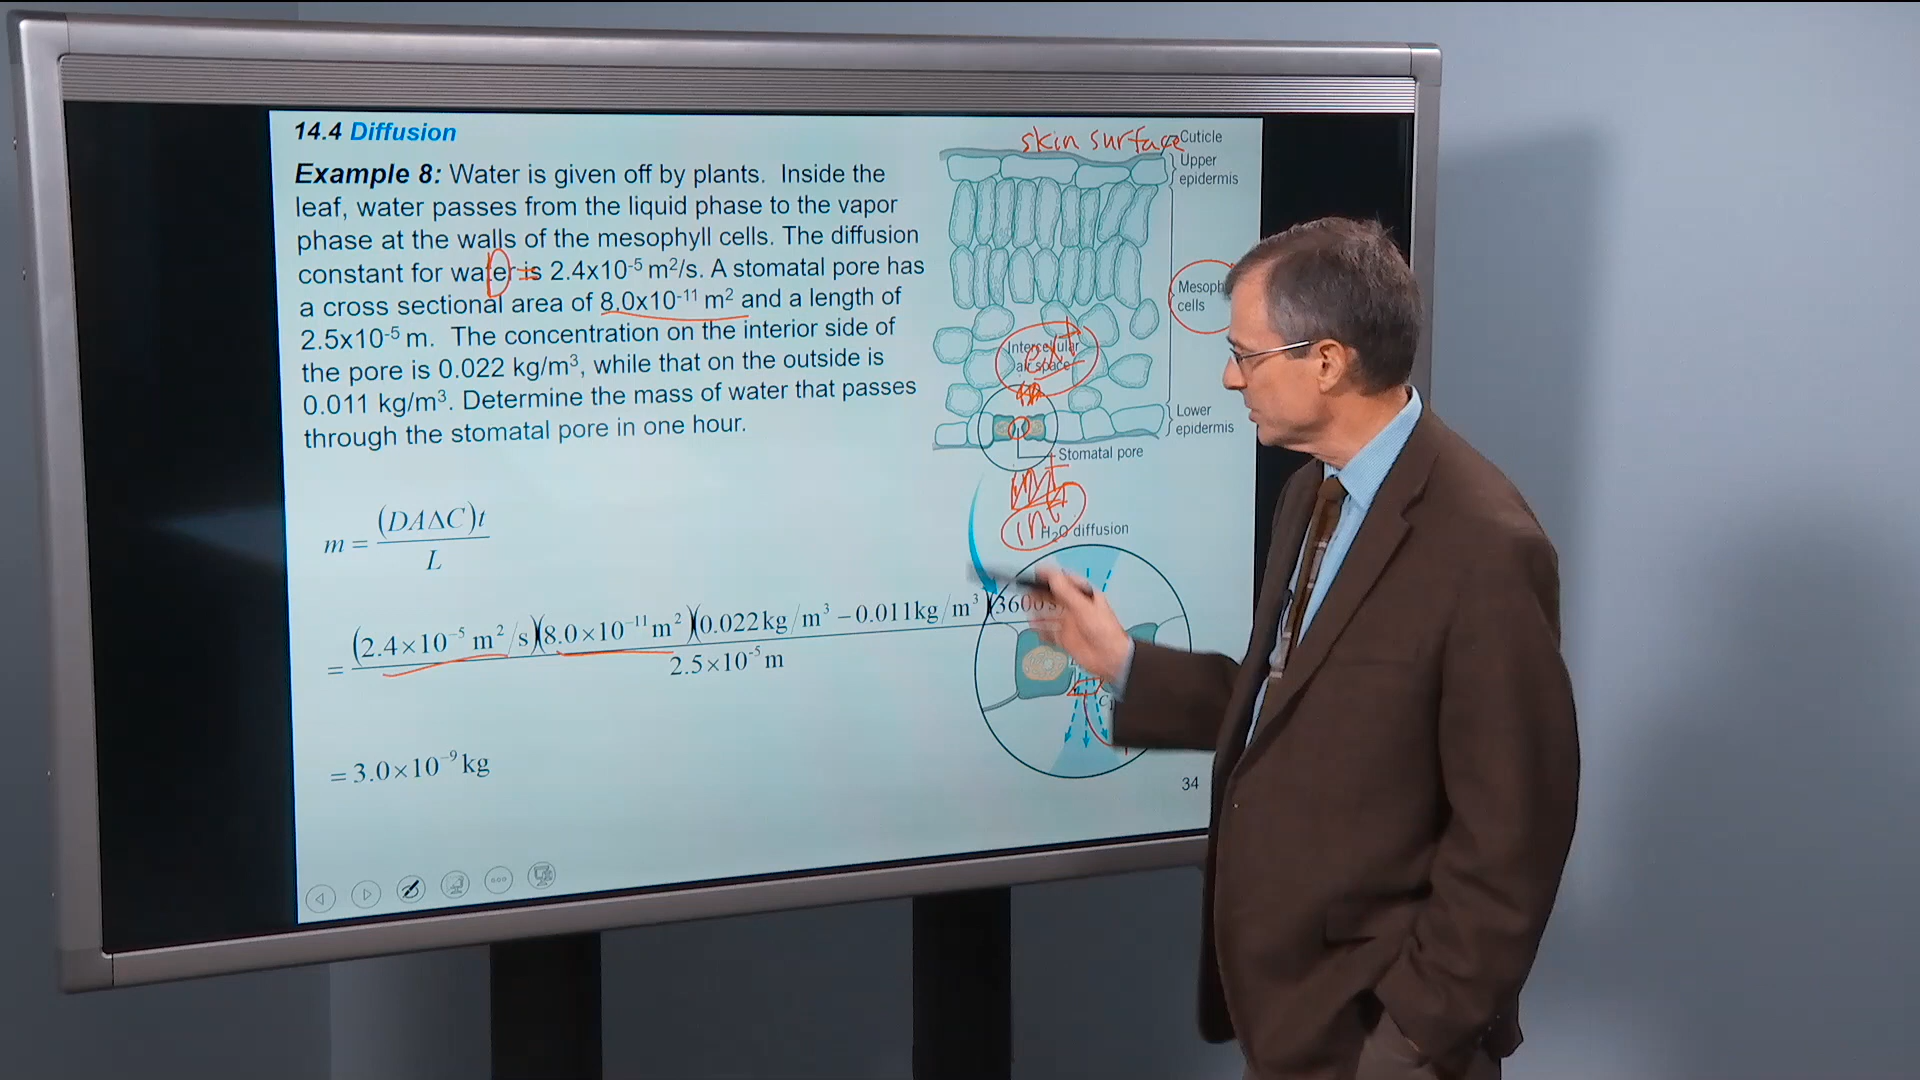 14.4 Diffusion
Example 8: Water is given off by plants. Inside the
leaf, water passes from the liquid phase to the vapor
phase at the walls of the mesophyll cells. The diffusion
constant for water is 2.4x10⁻⁵ m²/s. A stomatal pore has
a cross sectional area of 8.0x10⁻¹¹ m² and a length of
2.5x10⁻⁵ m. The concentration on the interior side of
the pore is 0.022 kg/m³, while that on the outside is
0.011 kg/m³. Determine the mass of water that passes
through the stomatal pore in one hour.
m = (DAΔC)t / L
= (2.4×10⁻⁵ m²/s)(8.0×10⁻¹¹ m²)(0.022 kg/m³ − 0.011 kg/m³)(3600 s
2.5×10⁻⁵ m
= 3.0×10⁻⁹ kg
skin surface
Cuticle
Upper
epidermis
D
cells
Intercellular
air space
ext
Lower
epidermis
Stomatal pore
int
H₂O diffusion
34